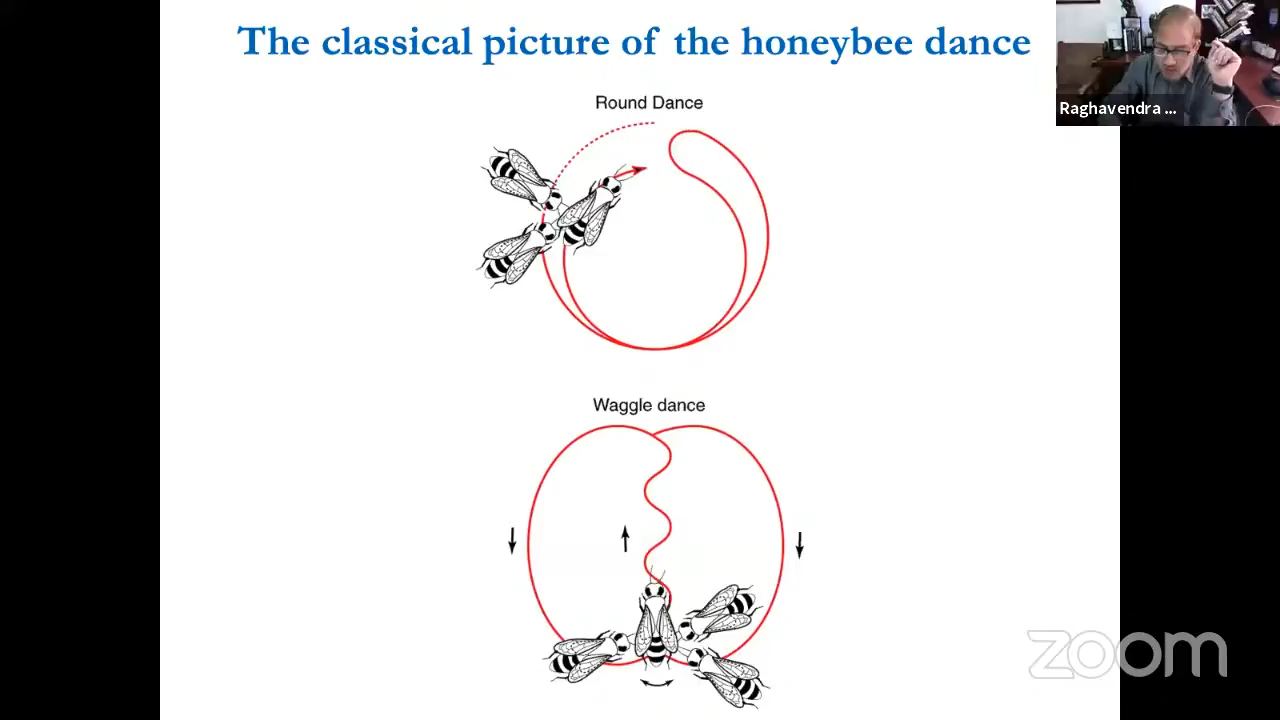 The classical picture of the honeybee dance
Raghavendra ...
Round Dance
Waggle dance
zoom